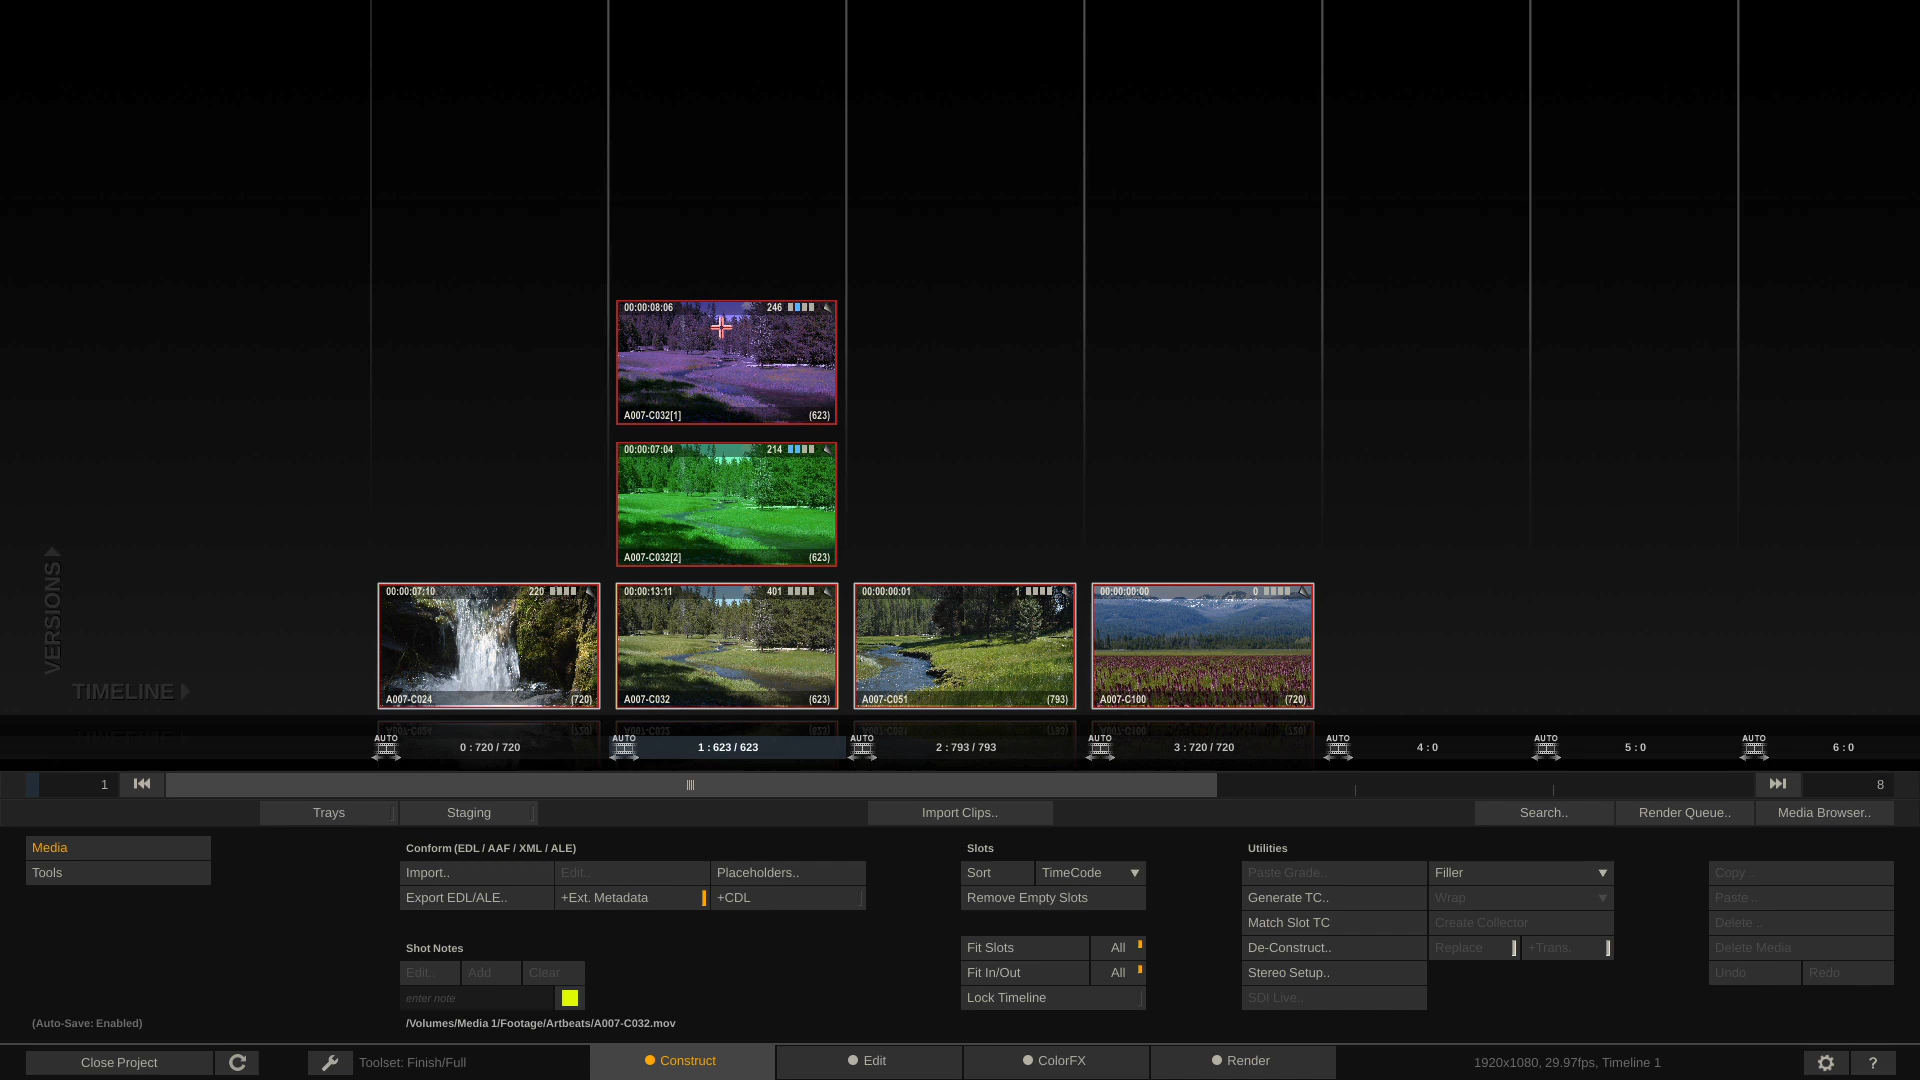 00:00:08:06 246
A007-C032[1] (623)
00:00:07:04 214
A007-C032[2] (623)
VERSIONS
TIMELINE
00:00:07:10 220
A007-C024 (720)
00:00:13:11 401
A007-C032 (623)
00:00:00:01 1
A007-C051 (793)
00:00:00:00 0
A007-C100 (720)
AUTO 0 : 720 / 720
AUTO 1 : 623 / 623
AUTO 2 : 793 / 793
AUTO 3 : 720 / 720
AUTO 4 : 0
AUTO 5 : 0
AUTO 6 : 0
1 8
Trays Staging Import Clips.. Search.. Render Queue.. Media Browser..
Media
Tools
Conform (EDL / AAF / XML / ALE)
Import.. Edit.. Placeholders..
Export EDL/ALE.. +Ext. Metadata +CDL
Shot Notes
Edit.. Add Clear
enter note
/Volumes/Media 1/Footage/Artbeats/A007-C032.mov
Slots
Sort TimeCode
Remove Empty Slots
Fit Slots All
Fit In/Out All
Lock Timeline
Utilities
Paste Grade.. Filler
Generate TC.. Wrap
Match Slot TC Create Collector
De-Construct.. Replace +Trans.
Stereo Setup..
SDI Live..
Copy ..
Paste ..
Delete ..
Delete Media
Undo Redo
(Auto-Save: Enabled)
Close Project Toolset: Finish/Full Construct Edit ColorFX Render 1920x1080, 29.97fps, Timeline 1 ?